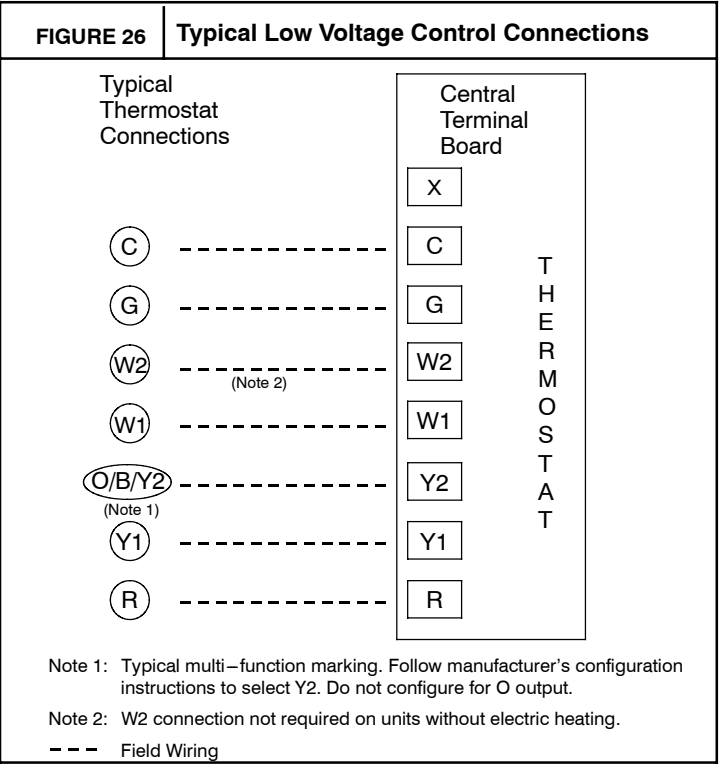 FIGURE 26 Typical Low Voltage Control Connections
Typical
Thermostat
Connections
Central
Terminal
Board
X
C C
G G
W2 W2
(Note 2)
W1 W1
O/B/Y2 Y2
(Note 1)
Y1 Y1
R R
THERMOSTAT
Note 1: Typical multi−function marking. Follow manufacturer's configuration
instructions to select Y2. Do not configure for O output.
Note 2: W2 connection not required on units without electric heating.
Field Wiring